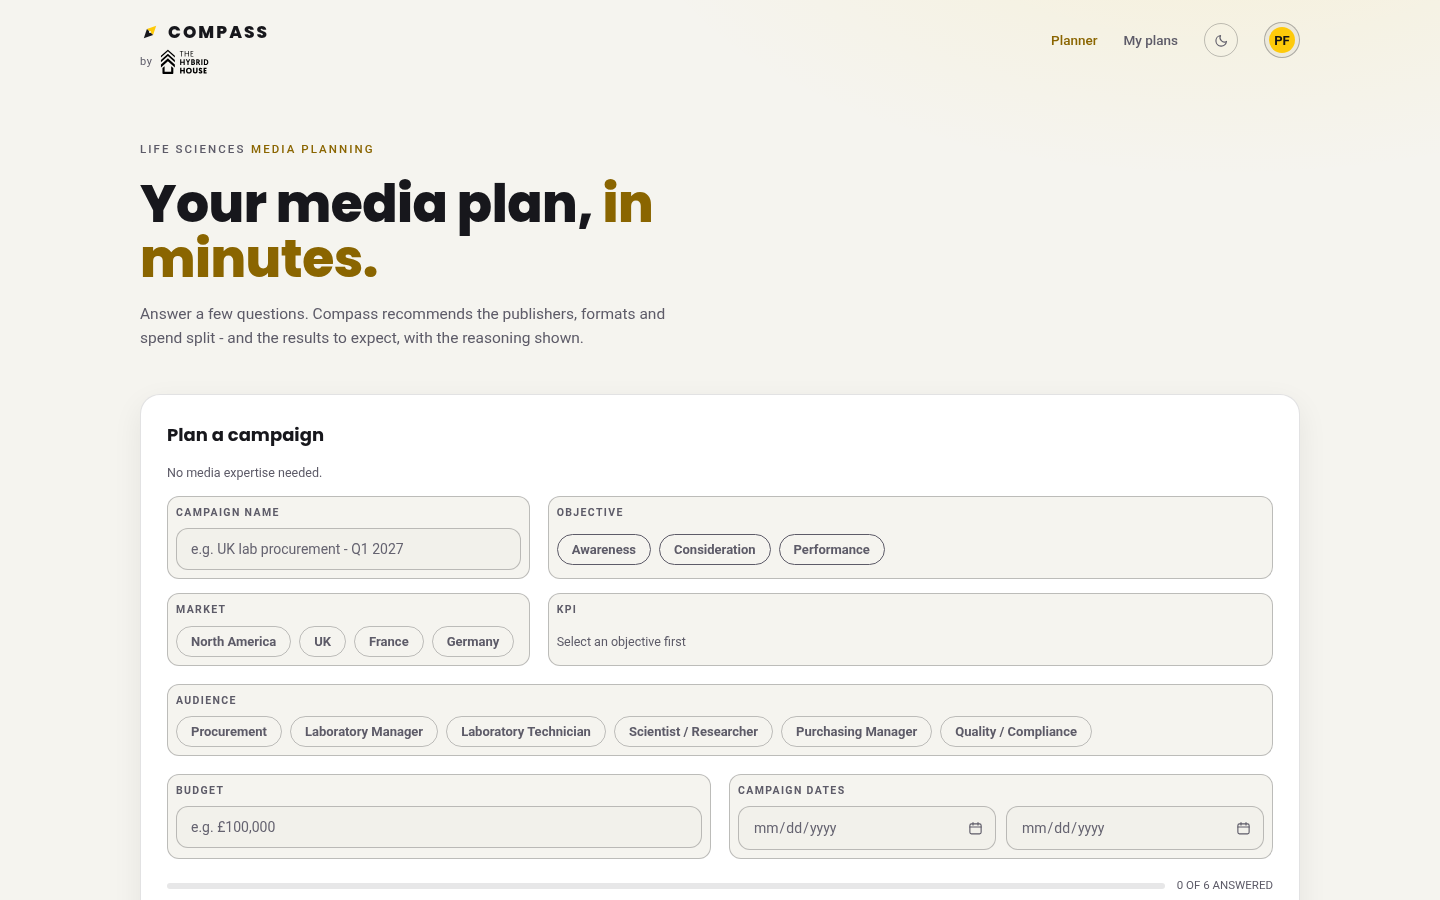 COMPASS
by THE HYBRID HOUSE
Planner
My plans
PF
LIFE SCIENCES MEDIA PLANNING
Your media plan, in
minutes.
Answer a few questions. Compass recommends the publishers, formats and
spend split - and the results to expect, with the reasoning shown.
Plan a campaign
No media expertise needed.
CAMPAIGN NAME
e.g. UK lab procurement - Q1 2027
OBJECTIVE
Awareness Consideration Performance
MARKET
North America UK France Germany
KPI
Select an objective first
AUDIENCE
Procurement Laboratory Manager Laboratory Technician Scientist / Researcher Purchasing Manager Quality / Compliance
BUDGET
e.g. £100,000
CAMPAIGN DATES
mm/dd/yyyy mm/dd/yyyy
0 OF 6 ANSWERED